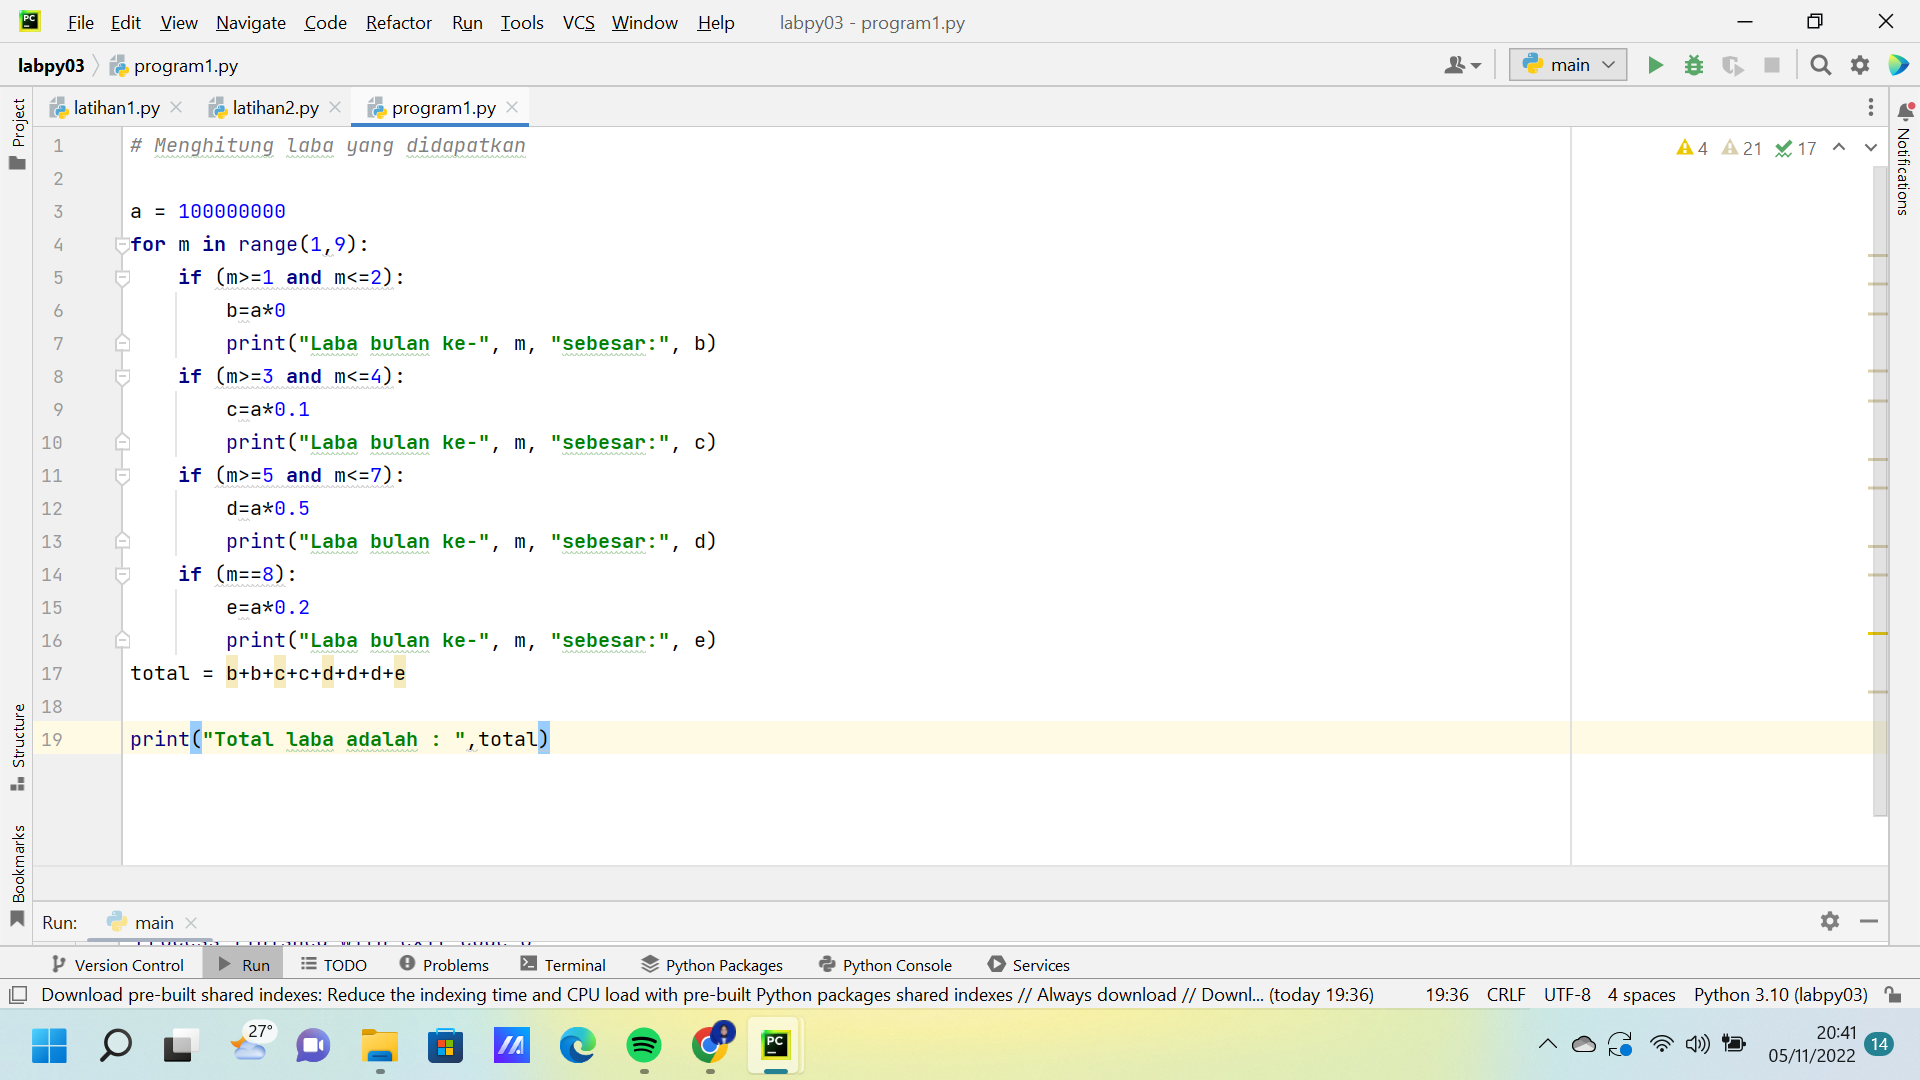 File Edit View Navigate Code Refactor Run Tools VCS Window Help labpy03 - program1.py
labpy03 program1.py main
latihan1.py latihan2.py program1.py
Project
Notifications
4 21 17
1 # Menghitung laba yang didapatkan
2
3 a = 100000000
4 for m in range(1,9):
5 if (m>=1 and m<=2):
6 b=a*0
7 print("Laba bulan ke-", m, "sebesar:", b)
8 if (m>=3 and m<=4):
9 c=a*0.1
10 print("Laba bulan ke-", m, "sebesar:", c)
11 if (m>=5 and m<=7):
12 d=a*0.5
13 print("Laba bulan ke-", m, "sebesar:", d)
14 if (m==8):
15 e=a*0.2
16 print("Laba bulan ke-", m, "sebesar:", e)
17 total = b+b+c+c+d+d+d+e
18
19 print("Total laba adalah : ",total)
Structure
Bookmarks
Run: main
Process finished with exit code 0
Version Control Run TODO Problems Terminal Python Packages Python Console Services
Download pre-built shared indexes: Reduce the indexing time and CPU load with pre-built Python packages shared indexes // Always download // Downl... (today 19:36) 19:36 CRLF UTF-8 4 spaces Python 3.10 (labpy03)
27°
PC
20:41
05/11/2022
14